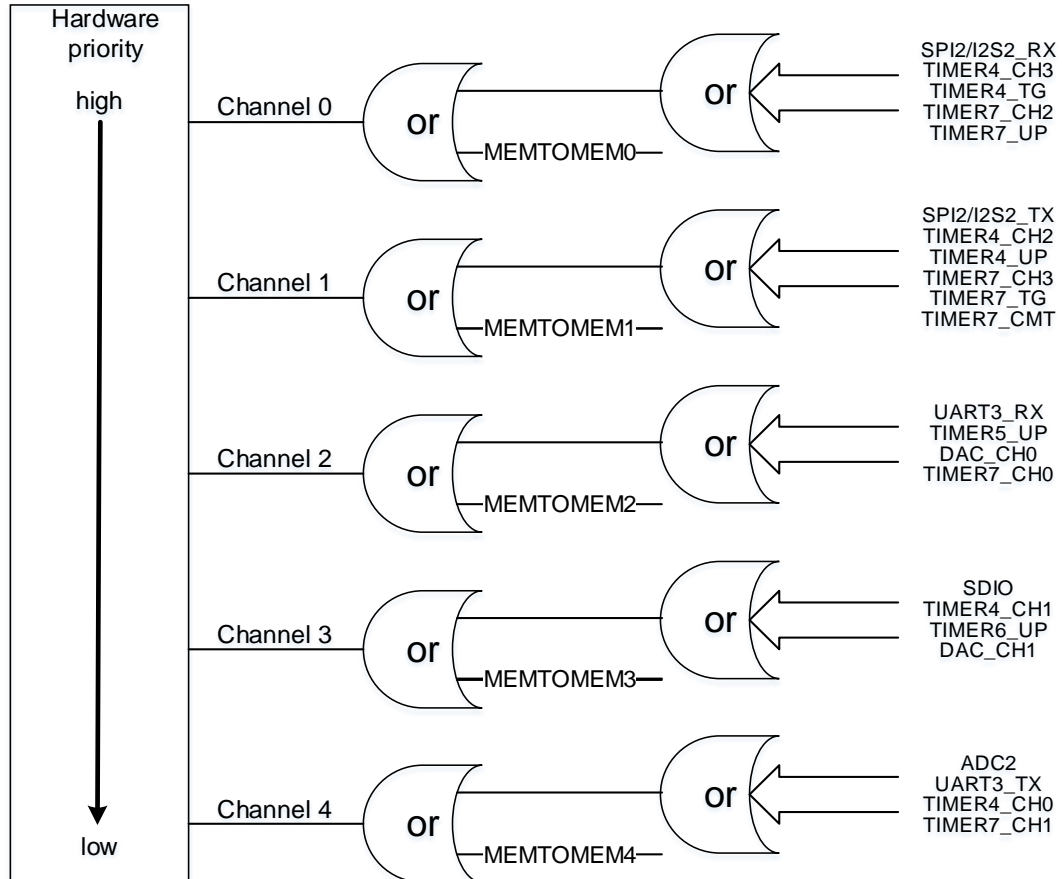 Hardware
priority
high
low
Channel 0
or
MEMTOMEM0
or
SPI2/I2S2_RX
TIMER4_CH3
TIMER4_TG
TIMER7_CH2
TIMER7_UP
Channel 1
or
MEMTOMEM1
or
SPI2/I2S2_TX
TIMER4_CH2
TIMER4_UP
TIMER7_CH3
TIMER7_TG
TIMER7_CMT
Channel 2
or
MEMTOMEM2
or
UART3_RX
TIMER5_UP
DAC_CH0
TIMER7_CH0
Channel 3
or
MEMTOMEM3
or
SDIO
TIMER4_CH1
TIMER6_UP
DAC_CH1
Channel 4
or
MEMTOMEM4
or
ADC2
UART3_TX
TIMER4_CH0
TIMER7_CH1